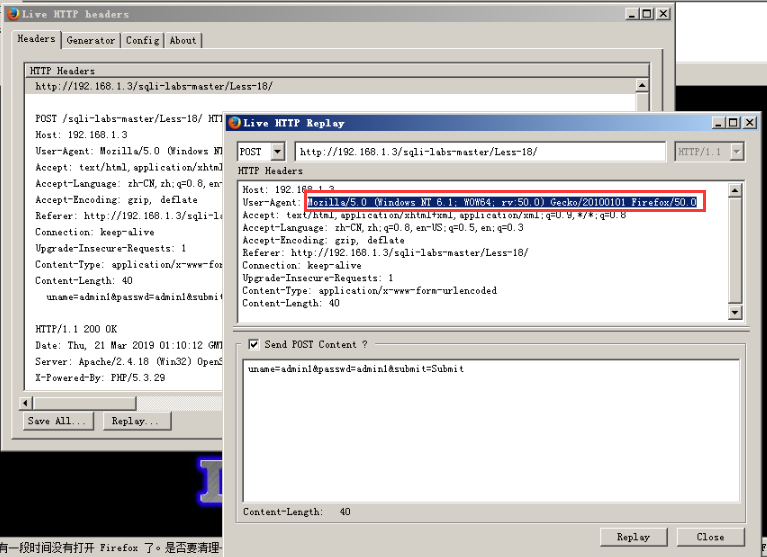 Live HTTP headers
Headers Generator Config About
HTTP Headers
http://192.168.1.3/sqli-labs-master/Less-18/
POST /sqli-labs-master/Less-18/ HT
Host: 192.168.1.3
User-Agent: Mozilla/5.0 (Windows NT
Accept: text/html,application/xhtml
Accept-Language: zh-CN,zh;q=0.8,en-
Accept-Encoding: gzip, deflate
Referer: http://192.168.1.3/sqli-la
Connection: keep-alive
Upgrade-Insecure-Requests: 1
Content-Type: application/x-www-for
Content-Length: 40
uname=admin1&passwd=admin1&submit
HTTP/1.1 200 OK
Date: Thu, 21 Mar 2019 01:10:12 GMT
Server: Apache/2.4.18 (Win32) OpenS
X-Powered-By: PHP/5.3.29
Save All... Replay...
Live HTTP Replay
POST http://192.168.1.3/sqli-labs-master/Less-18/ HTTP/1.1
HTTP Headers
Host: 192.168.1.3
User-Agent: Mozilla/5.0 (Windows NT 6.1; WOW64; rv:50.0) Gecko/20100101 Firefox/50.0
Accept: text/html,application/xhtml+xml,application/xml;q=0.9,*/*;q=0.8
Accept-Language: zh-CN,zh;q=0.8,en-US;q=0.5,en;q=0.3
Accept-Encoding: gzip, deflate
Referer: http://192.168.1.3/sqli-labs-master/Less-18/
Connection: keep-alive
Upgrade-Insecure-Requests: 1
Content-Type: application/x-www-form-urlencoded
Content-Length: 40
Send POST Content ?
uname=admin1&passwd=admin1&submit=Submit
Content-Length: 40
Replay Close
有一段时间没有打开 Firefox 了。是否要清理